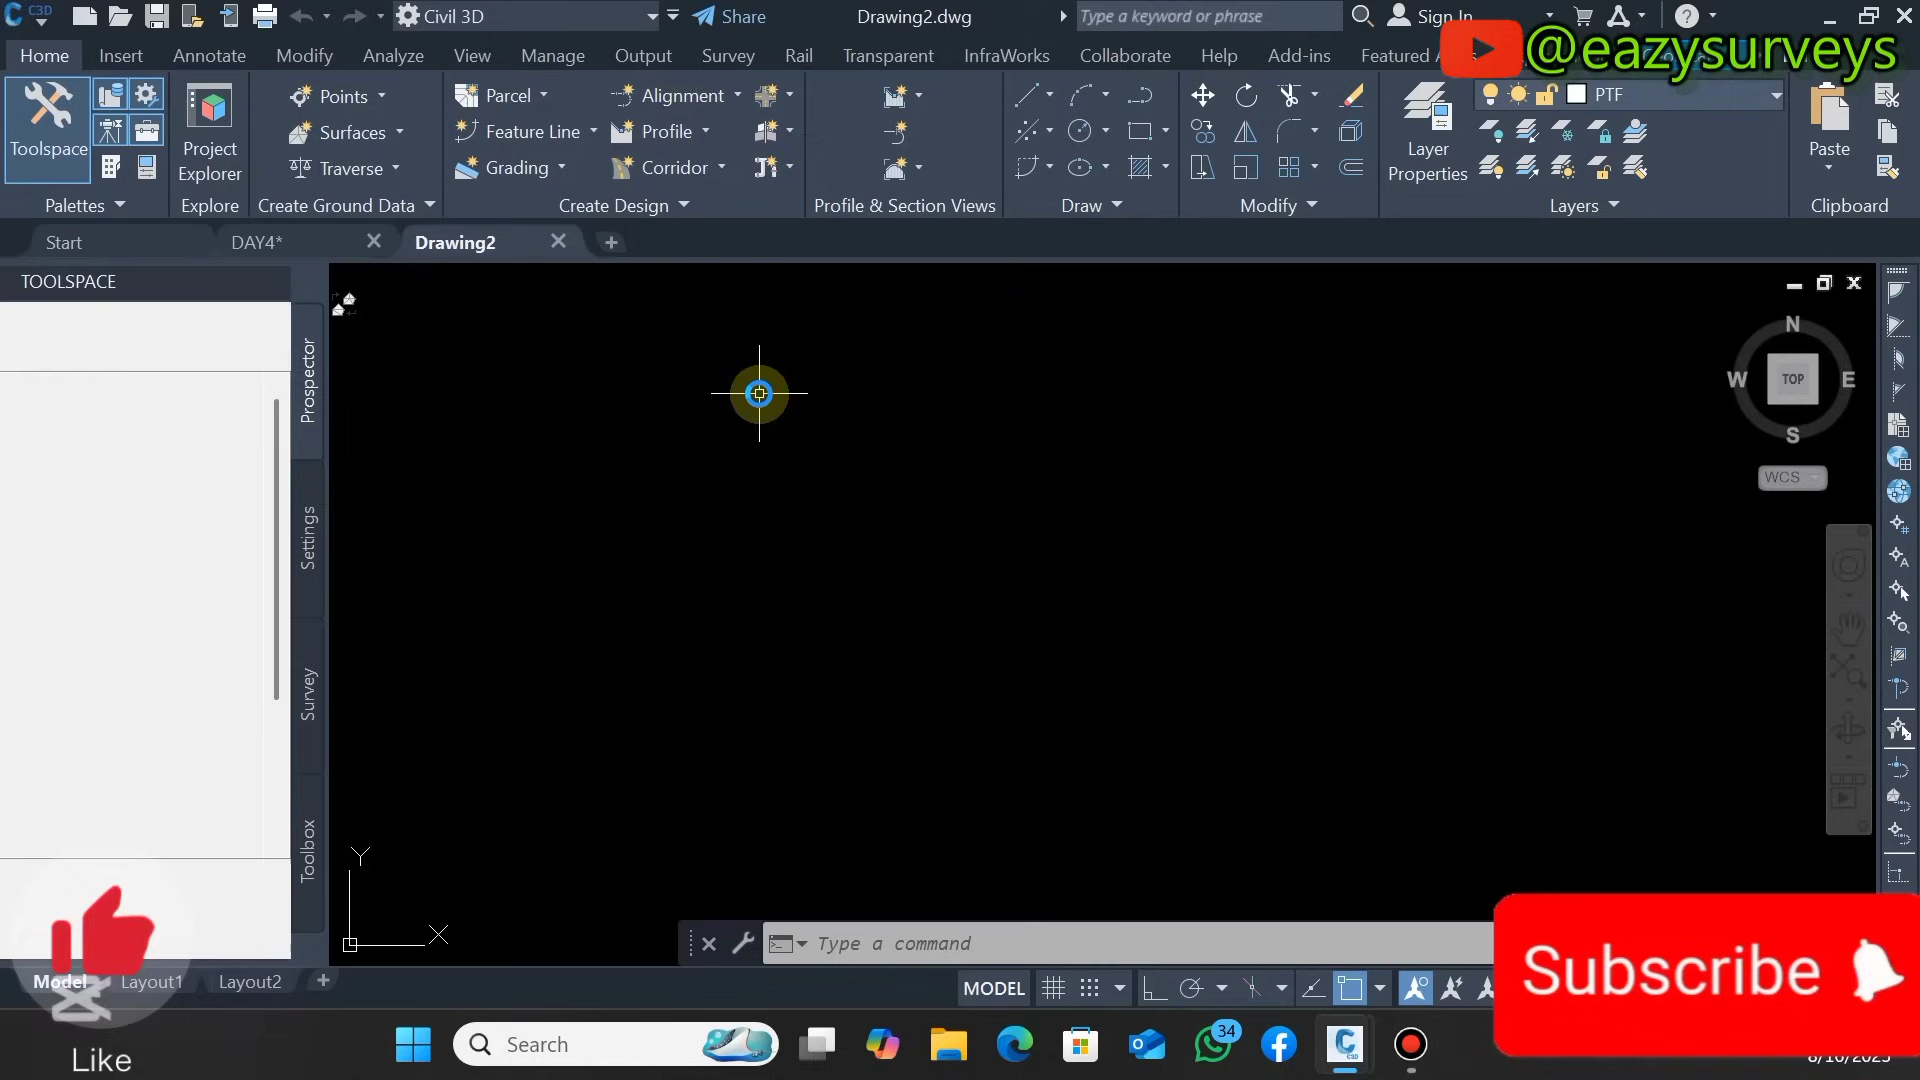 C3D Civil 3D Share Drawing2.dwg Type a keyword or phrase Sign In
@eazysurveys
Home Insert Annotate Modify Analyze View Manage Output Survey Rail Transparent InfraWorks Collaborate Help Add-ins Featured
Toolspace
Project
Explorer
Points
Surfaces
Traverse
Parcel
Feature Line
Grading
Alignment
Profile
Corridor
Layer
Properties
PTF
Paste
Palettes Explore Create Ground Data Create Design Profile & Section Views Draw Modify Layers Clipboard
Start DAY4* Drawing2
TOOLSPACE
Prospector
Settings
Survey
Toolbox
N
W TOP E
S
WCS
Y
X
Type a command
Model Layout1 Layout2
MODEL
Subscribe
Search
34
Like